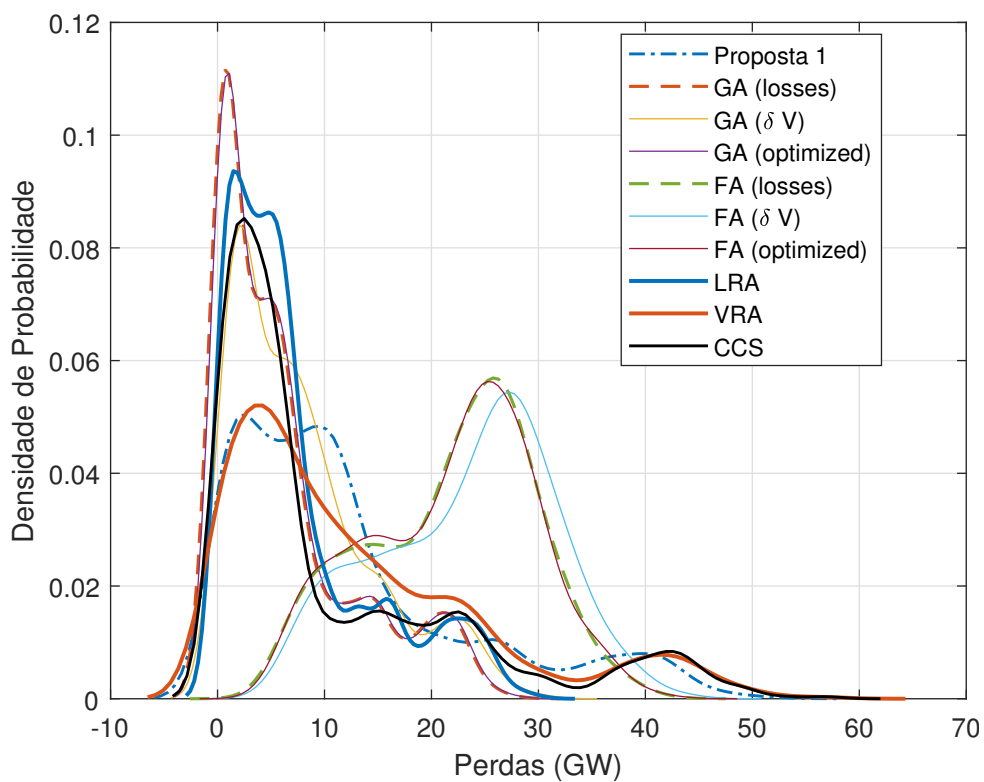 0.12
0.1
0.08
0.06
0.04
0.02
0
Densidade de Probabilidade
Proposta 1
GA (losses)
GA (δ V)
GA (optimized)
FA (losses)
FA (δ V)
FA (optimized)
LRA
VRA
CCS
-10 0 10 20 30 40 50 60 70
Perdas (GW)